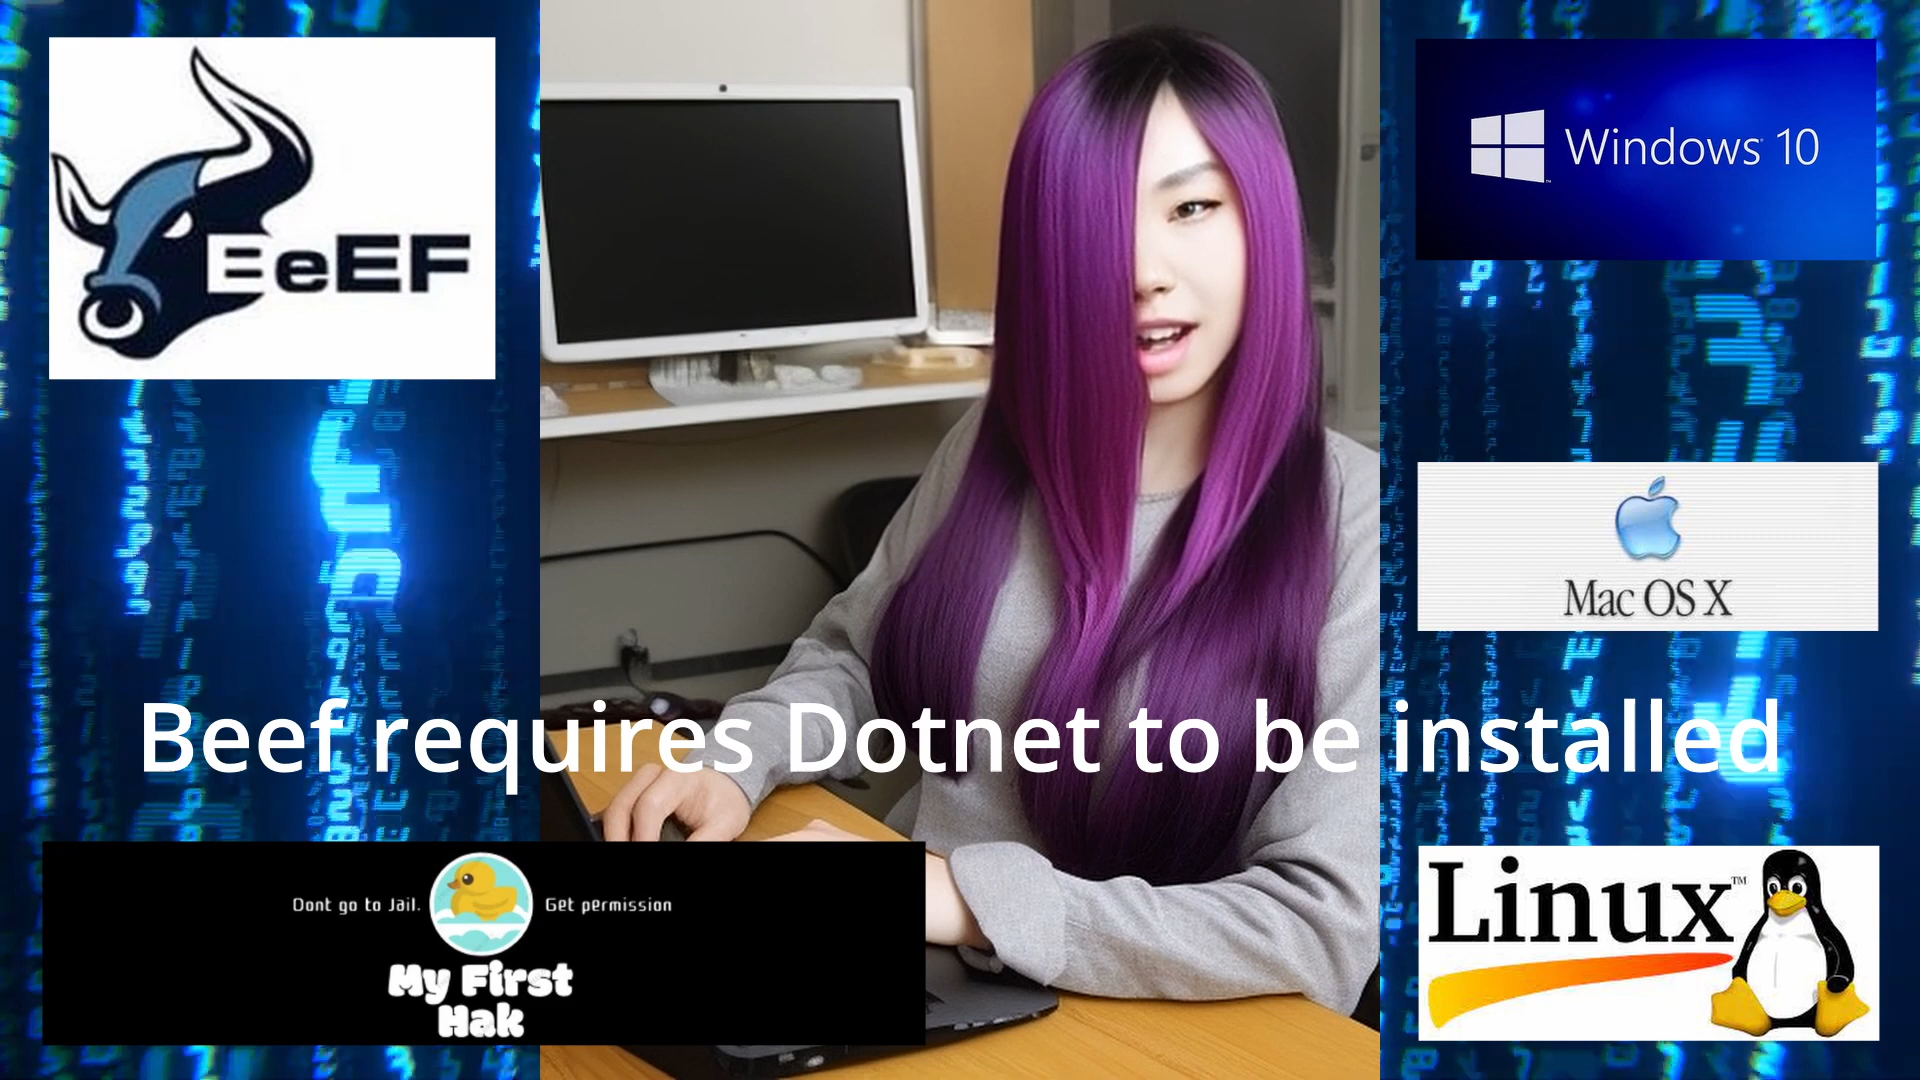 BeEF
Windows 10
Mac OS X
Beef requires Dotnet to be installed
Dont go to Jail. Get permission
My First
Hak
Linux™